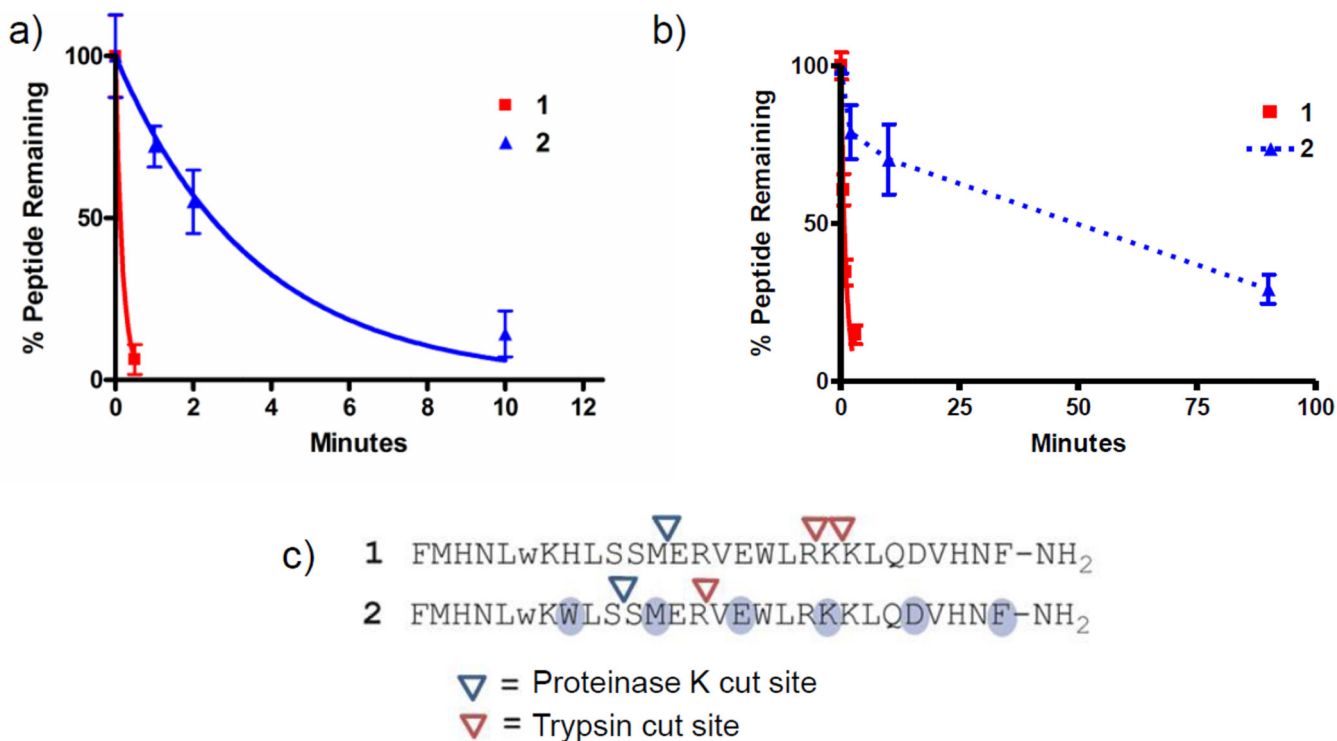 a)
% Peptide Remaining
100
50
0
0 2 4 6 8 10 12
Minutes
1
2
b)
% Peptide Remaining
100
50
0
0 25 50 75 100
Minutes
1
2
c)
1 FMHNLwKHLSSMERVEWLRKKLQDVHNF-NH2
2 FMHNLwKWLSSMERVEWLRKKLQDVHNF-NH2
= Proteinase K cut site
= Trypsin cut site